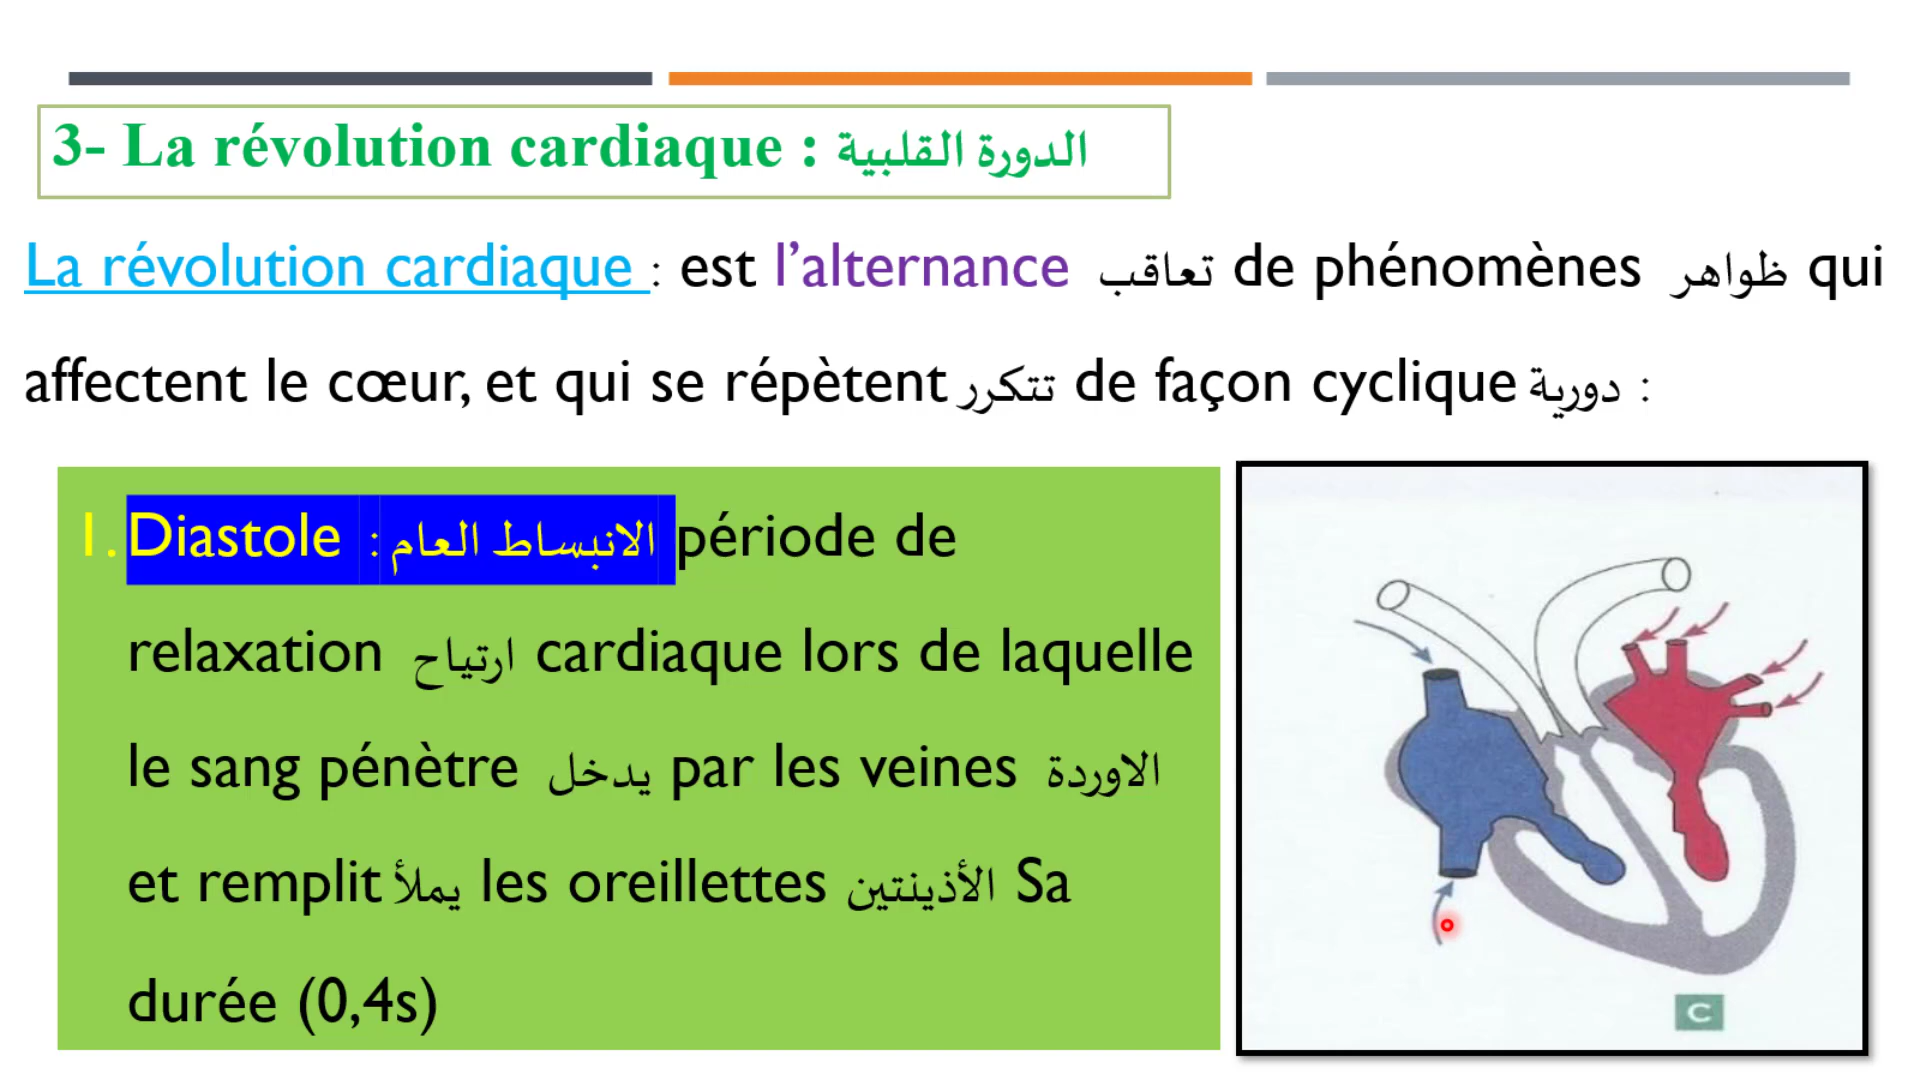 3- La révolution cardiaque : الدورة القلبية
La révolution cardiaque : est l’alternance تعاقب de phénomènes ظواهر qui
affectent le cœur, et qui se répètent تتكرر de façon cyclique دورية :
1. Diastole : الانبساط العام période de
relaxation ارتياح cardiaque lors de laquelle
le sang pénètre يدخل par les veines الاوردة
et remplit يملأ les oreillettes الأذينتين Sa
durée (0,4s)
C